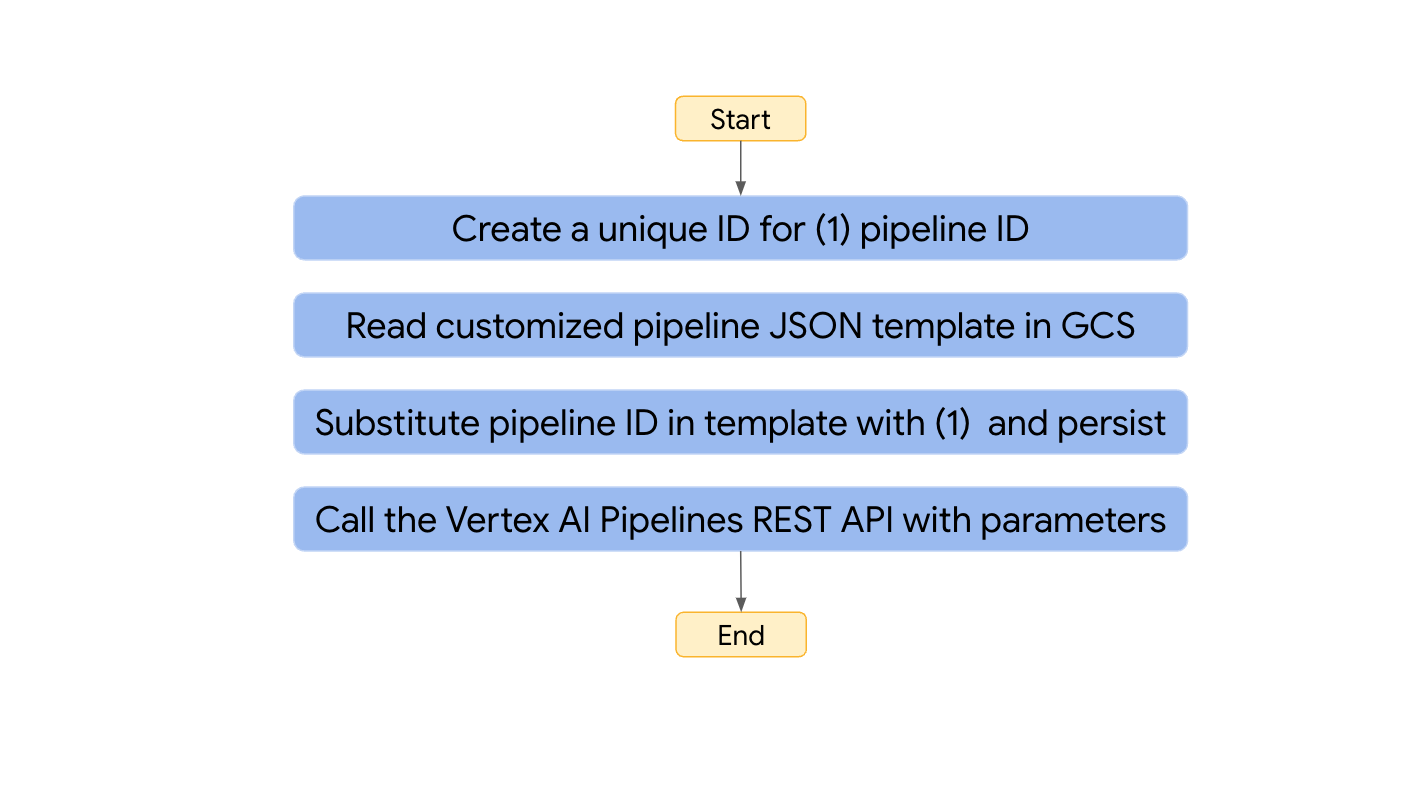 Start
Create a unique ID for (1) pipeline ID
Read customized pipeline JSON template in GCS
Substitute pipeline ID in template with (1)  and persist
Call the Vertex AI Pipelines REST API with parameters
End